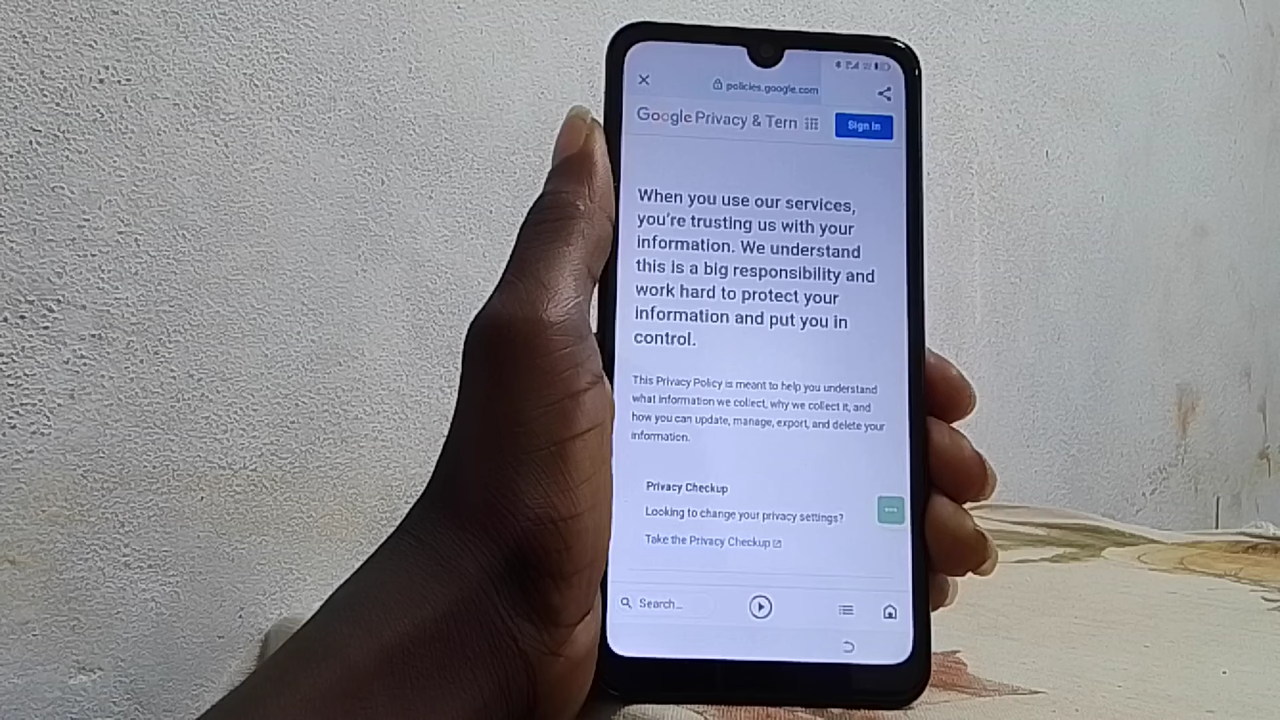 policies.google.com
Google Privacy & Tern
Sign in
When you use our services,
you're trusting us with your
information. We understand
this is a big responsibility and
work hard to protect your
information and put you in
control.
This Privacy Policy is meant to help you understand
what information we collect, why we collect it, and
how you can update, manage, export, and delete your
information.
Privacy Checkup
Looking to change your privacy settings?
Take the Privacy Checkup
Search...